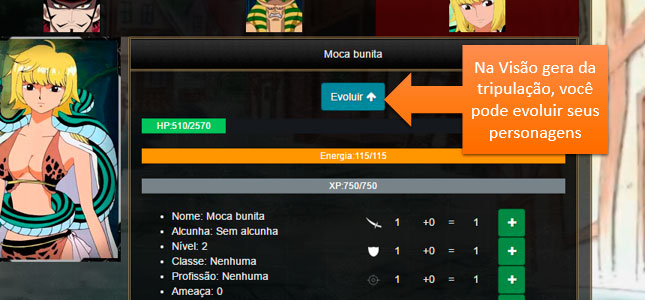 Moca bunita
Evoluir
Na Visão gera da
tripulação, você
pode evoluir seus
personagens
HP:510/2570
Energia:115/115
XP:750/750
Nome: Moca bunita
Alcunha: Sem alcunha
Nível: 2
Classe: Nenhuma
Profissão: Nenhuma
Ameaça: 0
1 +0 = 1 +
1 +0 = 1 +
1 +0 = 1 +